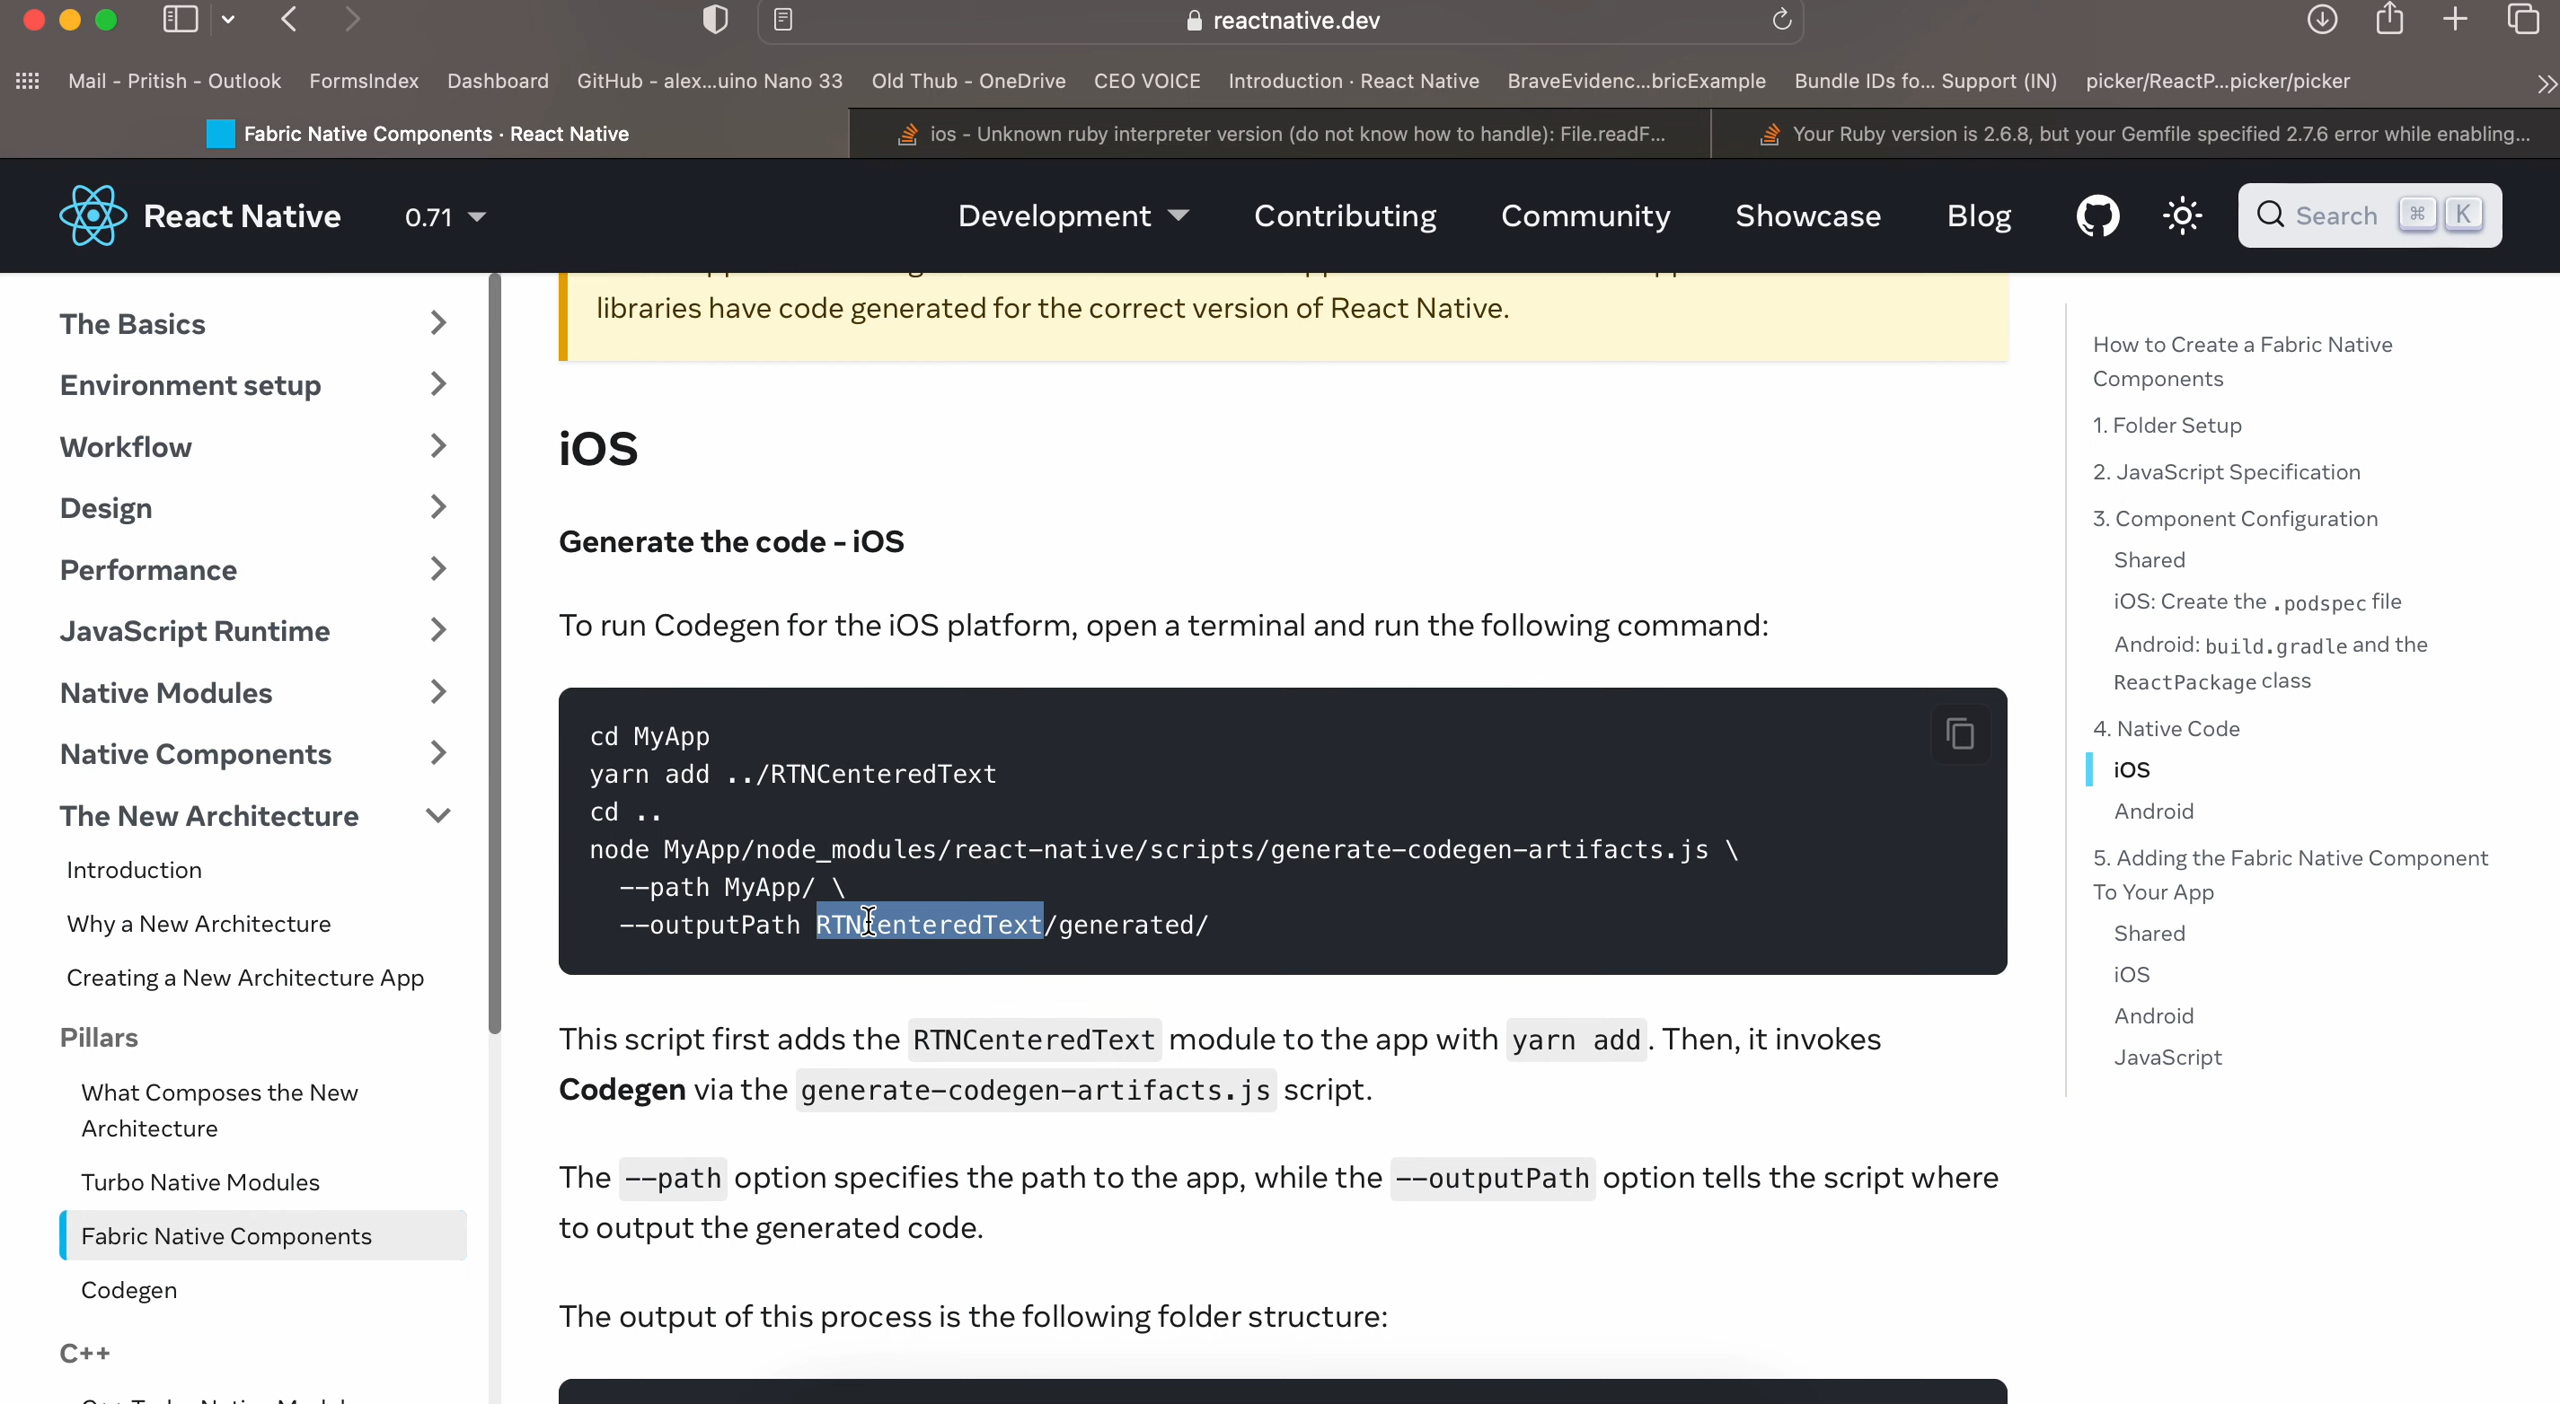 reactnative.dev
Mail - Pritish - Outlook
FormsIndex
Dashboard
GitHub - alex...uino Nano 33
Old Thub - OneDrive
CEO VOICE
Introduction · React Native
BraveEvidenc...bricExample
Bundle IDs fo... Support (IN)
picker/ReactP...picker/picker
Fabric Native Components · React Native
ios - Unknown ruby interpreter version (do not know how to handle): File.readF...
Your Ruby version is 2.6.8, but your Gemfile specified 2.7.6 error while enabling...
React Native
0.71
Development
Contributing
Community
Showcase
Blog
Search
⌘
K
The Basics
Environment setup
Workflow
Design
Performance
JavaScript Runtime
Native Modules
Native Components
The New Architecture
Introduction
Why a New Architecture
Creating a New Architecture App
Pillars
What Composes the New
Architecture
Turbo Native Modules
Fabric Native Components
Codegen
C++
libraries have code generated for the correct version of React Native.
iOS
Generate the code - iOS
To run Codegen for the iOS platform, open a terminal and run the following command:
cd MyApp
yarn add ../RTNCenteredText
cd ..
node MyApp/node_modules/react-native/scripts/generate-codegen-artifacts.js \
--path MyApp/ \
--outputPath RTNCenteredText/generated/
This script first adds the RTNCenteredText module to the app with yarn add. Then, it invokes
Codegen via the generate-codegen-artifacts.js script.
The --path option specifies the path to the app, while the --outputPath option tells the script where
to output the generated code.
The output of this process is the following folder structure:
How to Create a Fabric Native
Components
1. Folder Setup
2. JavaScript Specification
3. Component Configuration
Shared
iOS: Create the .podspec file
Android: build.gradle and the
ReactPackage class
4. Native Code
iOS
Android
5. Adding the Fabric Native Component
To Your App
Shared
iOS
Android
JavaScript